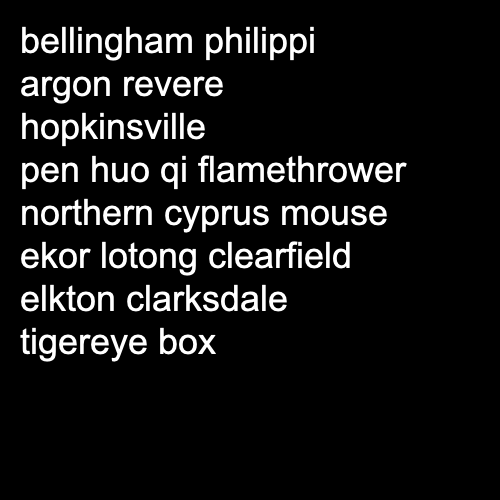 bellingham philippi
argon revere
hopkinsville
pen huo qi flamethrower
northern cyprus mouse
ekor lotong clearfield
elkton clarksdale
tigereye box